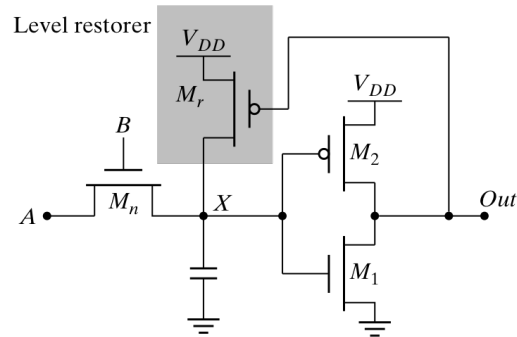 Level restorer
V_DD
M_r
V_DD
B
M_2
A
M_n
X
Out
M_1